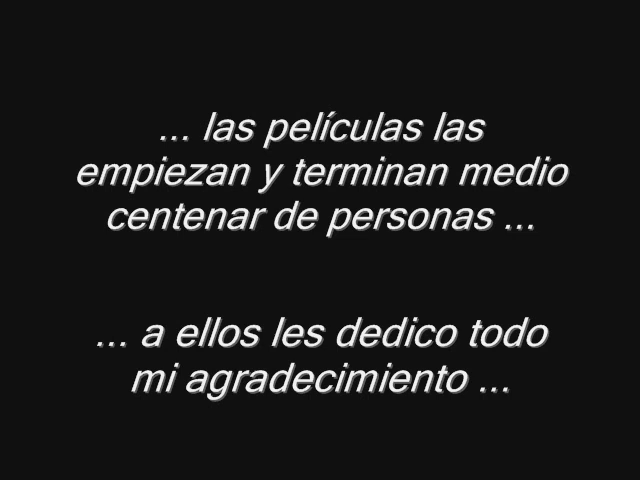 ... las películas las
empiezan y terminan medio
centenar de personas ...
... a ellos les dedico todo
mi agradecimiento ...